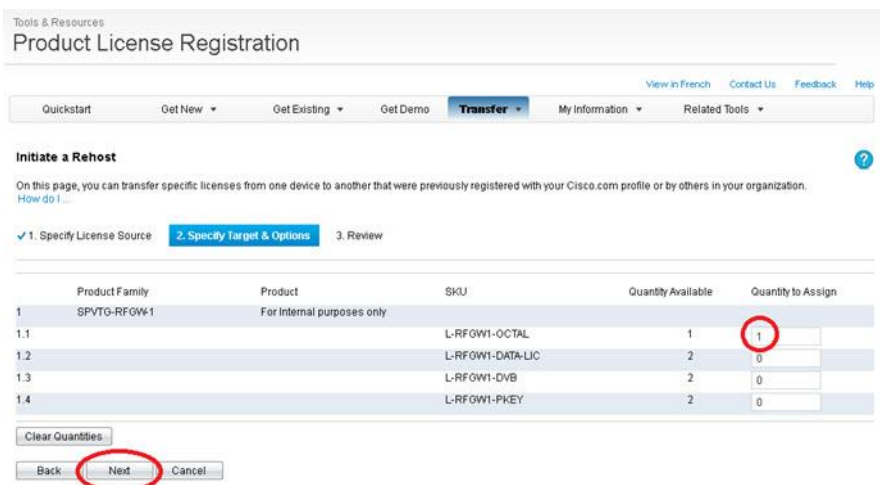 Tools & Resources
Product License Registration
View in French Contact Us Feedback Help
Quickstart Get New Get Existing Get Demo Transfer My Information Related Tools
Initiate a Rehost
?
On this page, you can transfer specific licenses from one device to another that were previously registered with your Cisco.com profile or by others in your organization.
How do I ...
1. Specify License Source 2. Specify Target & Options 3. Review
Product Family Product SKU Quantity Available Quantity to Assign
1 SPVTG-RFGW-1 For Internal purposes only
1.1 L-RFGW1-OCTAL 1 1
1.2 L-RFGW1-DATA-LIC 2 0
1.3 L-RFGW1-DVB 2 0
1.4 L-RFGW1-PKEY 2 0
Clear Quantities
Back Next Cancel